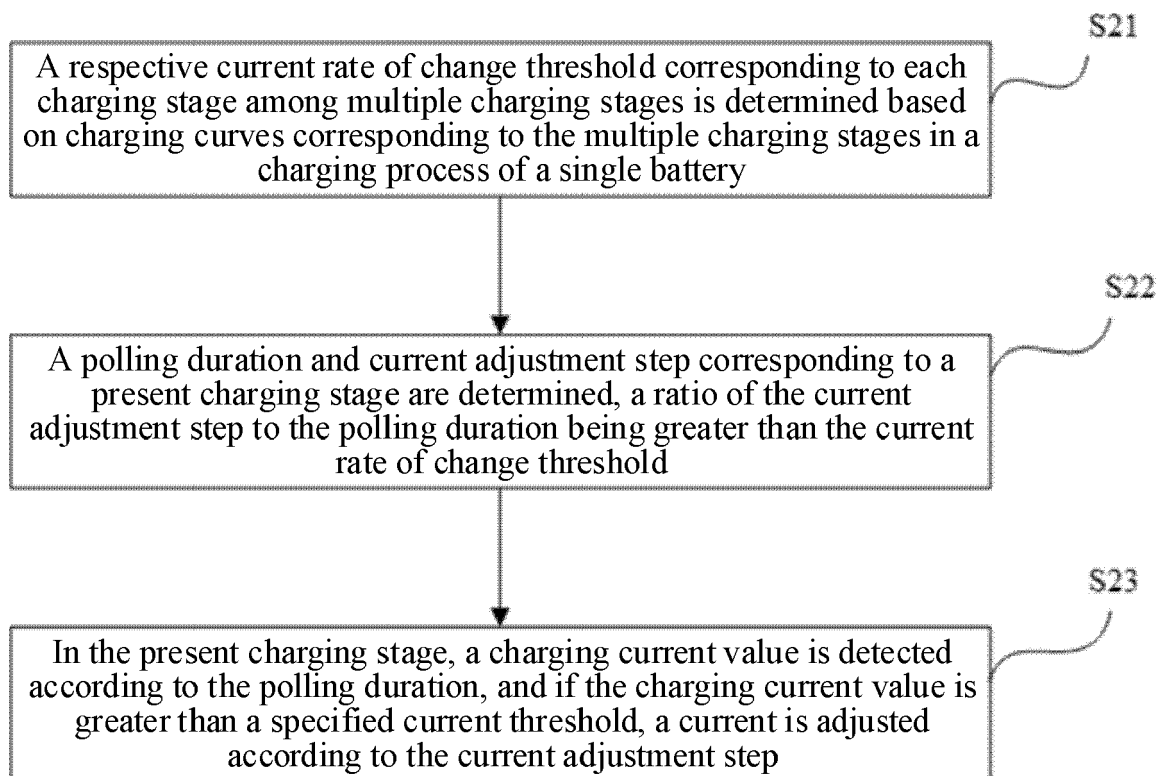 S21
A respective current rate of change threshold corresponding to each
charging stage among multiple charging stages is determined based
on charging curves corresponding to the multiple charging stages in a
charging process of a single battery
S22
A polling duration and current adjustment step corresponding to a
present charging stage are determined, a ratio of the current
adjustment step to the polling duration being greater than the current
rate of change threshold
S23
In the present charging stage, a charging current value is detected
according to the polling duration, and if the charging current value is
greater than a specified current threshold, a current is adjusted
according to the current adjustment step